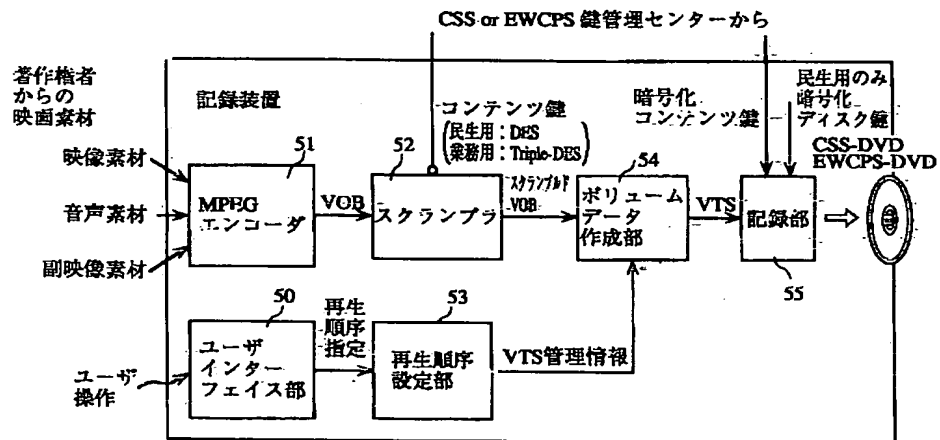 CSS or EWCPS 鍵管理センターから
著作権者
からの
映画素材
記録装置
コンテンツ鍵
(民生用：DES
業務用：Triple-DES)
暗号化
コンテンツ鍵
民生用のみ
暗号化
ディスク鍵
CSS-DVD
EWCPS-DVD
映像素材
音声素材
副映像素材
51
MPEG
エンコーダ
VOB
52
スクランブラ
スクランブルド
VOB
54
ボリューム
データ
作成部
VTS
記録部
55
ユーザ
操作
50
ユーザ
インター
フェイス部
再生
順序
指定
53
再生順序
設定部
VTS管理情報